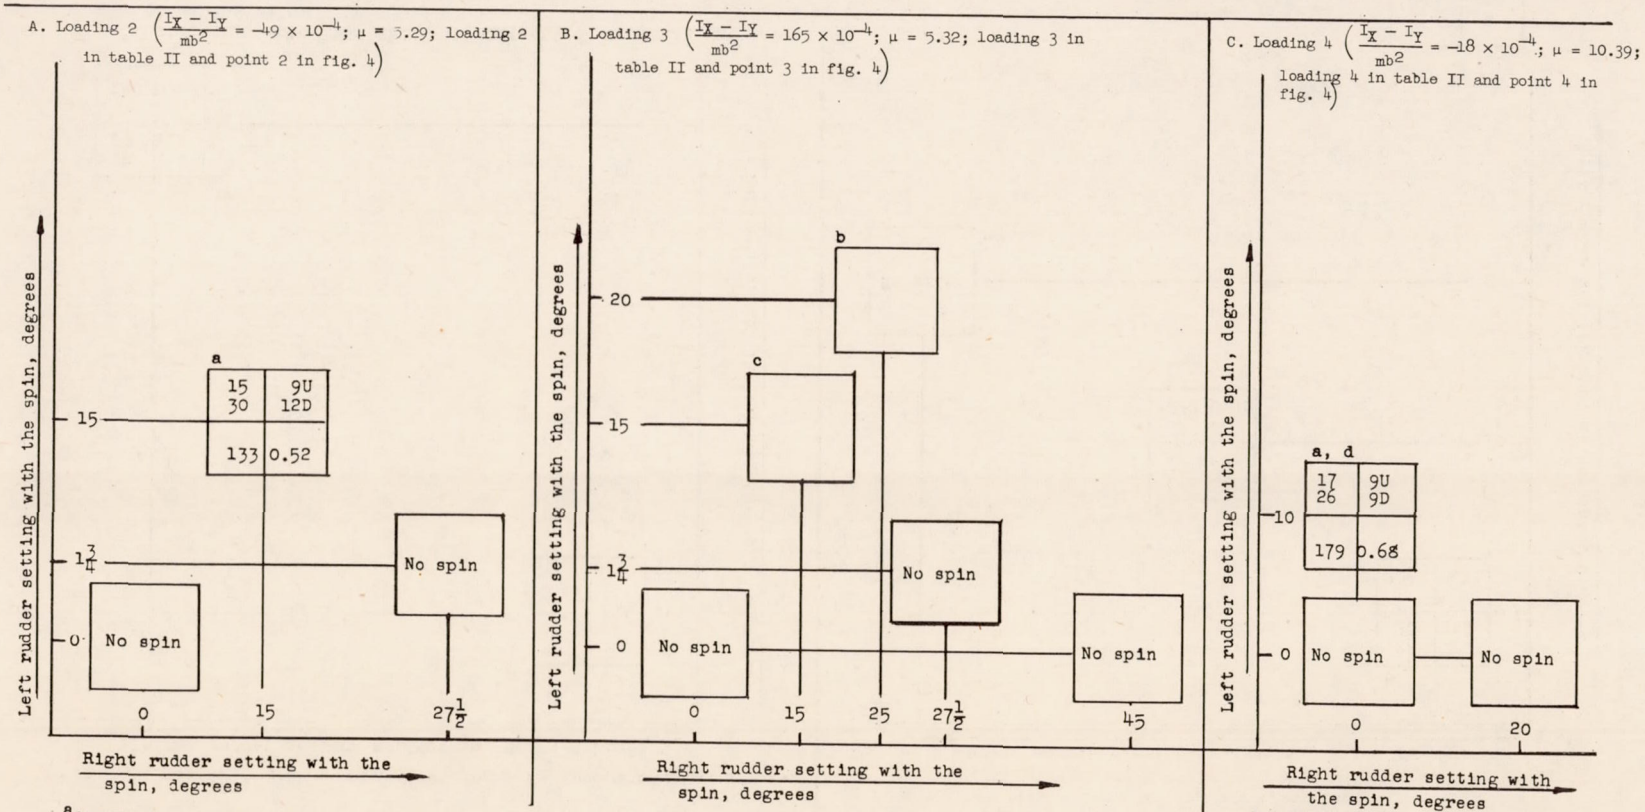 A. Loading 2 (I_X – I_Y / mb² = –49 × 10⁻⁴; μ = 5.29; loading 2
in table II and point 2 in fig. 4)
Left rudder setting with the spin, degrees
a
15 9U
30 12D
15
133 0.52
1 3/4
No spin
0
No spin
0 15 27 1/2
Right rudder setting with the
spin, degrees
a
B. Loading 3 (I_X – I_Y / mb² = 165 × 10⁻⁴; μ = 5.32; loading 3 in
table II and point 3 in fig. 4)
Left rudder setting with the spin, degrees
b
20
c
15
1 3/4
No spin
0
No spin
No spin
0 15 25 27 1/2 45
Right rudder setting with the
spin, degrees
C. Loading 4 (I_X – I_Y / mb² = –18 × 10⁻⁴; μ = 10.39;
loading 4 in table II and point 4 in
fig. 4)
Left rudder setting with the spin, degrees
a, d
17 9U
26 9D
10
179 0.68
0
No spin
No spin
0 20
Right rudder setting with
the spin, degrees